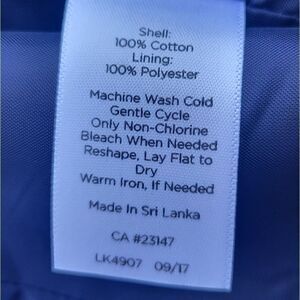 Shell:
100% Cotton
Lining:
100% Polyester
Machine Wash Cold
Gentle Cycle
Only Non-Chlorine
Bleach When Needed
Reshape, Lay Flat to
Dry
Warm Iron, If Needed
Made In Sri Lanka
CA #23147
LK4907 09/17